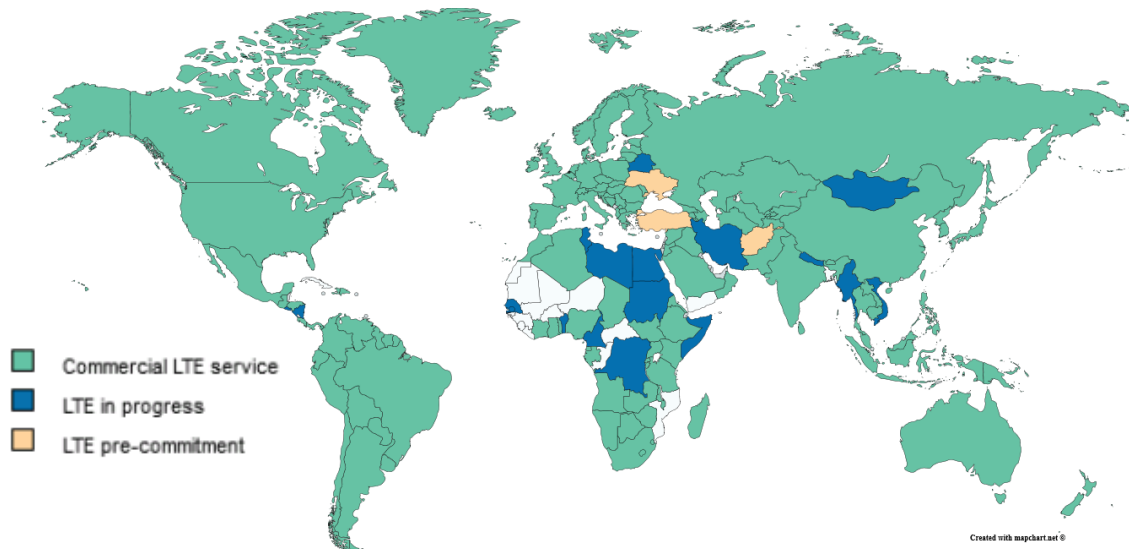 Commercial LTE service
LTE in progress
LTE pre-commitment
Created with mapchart.net ©